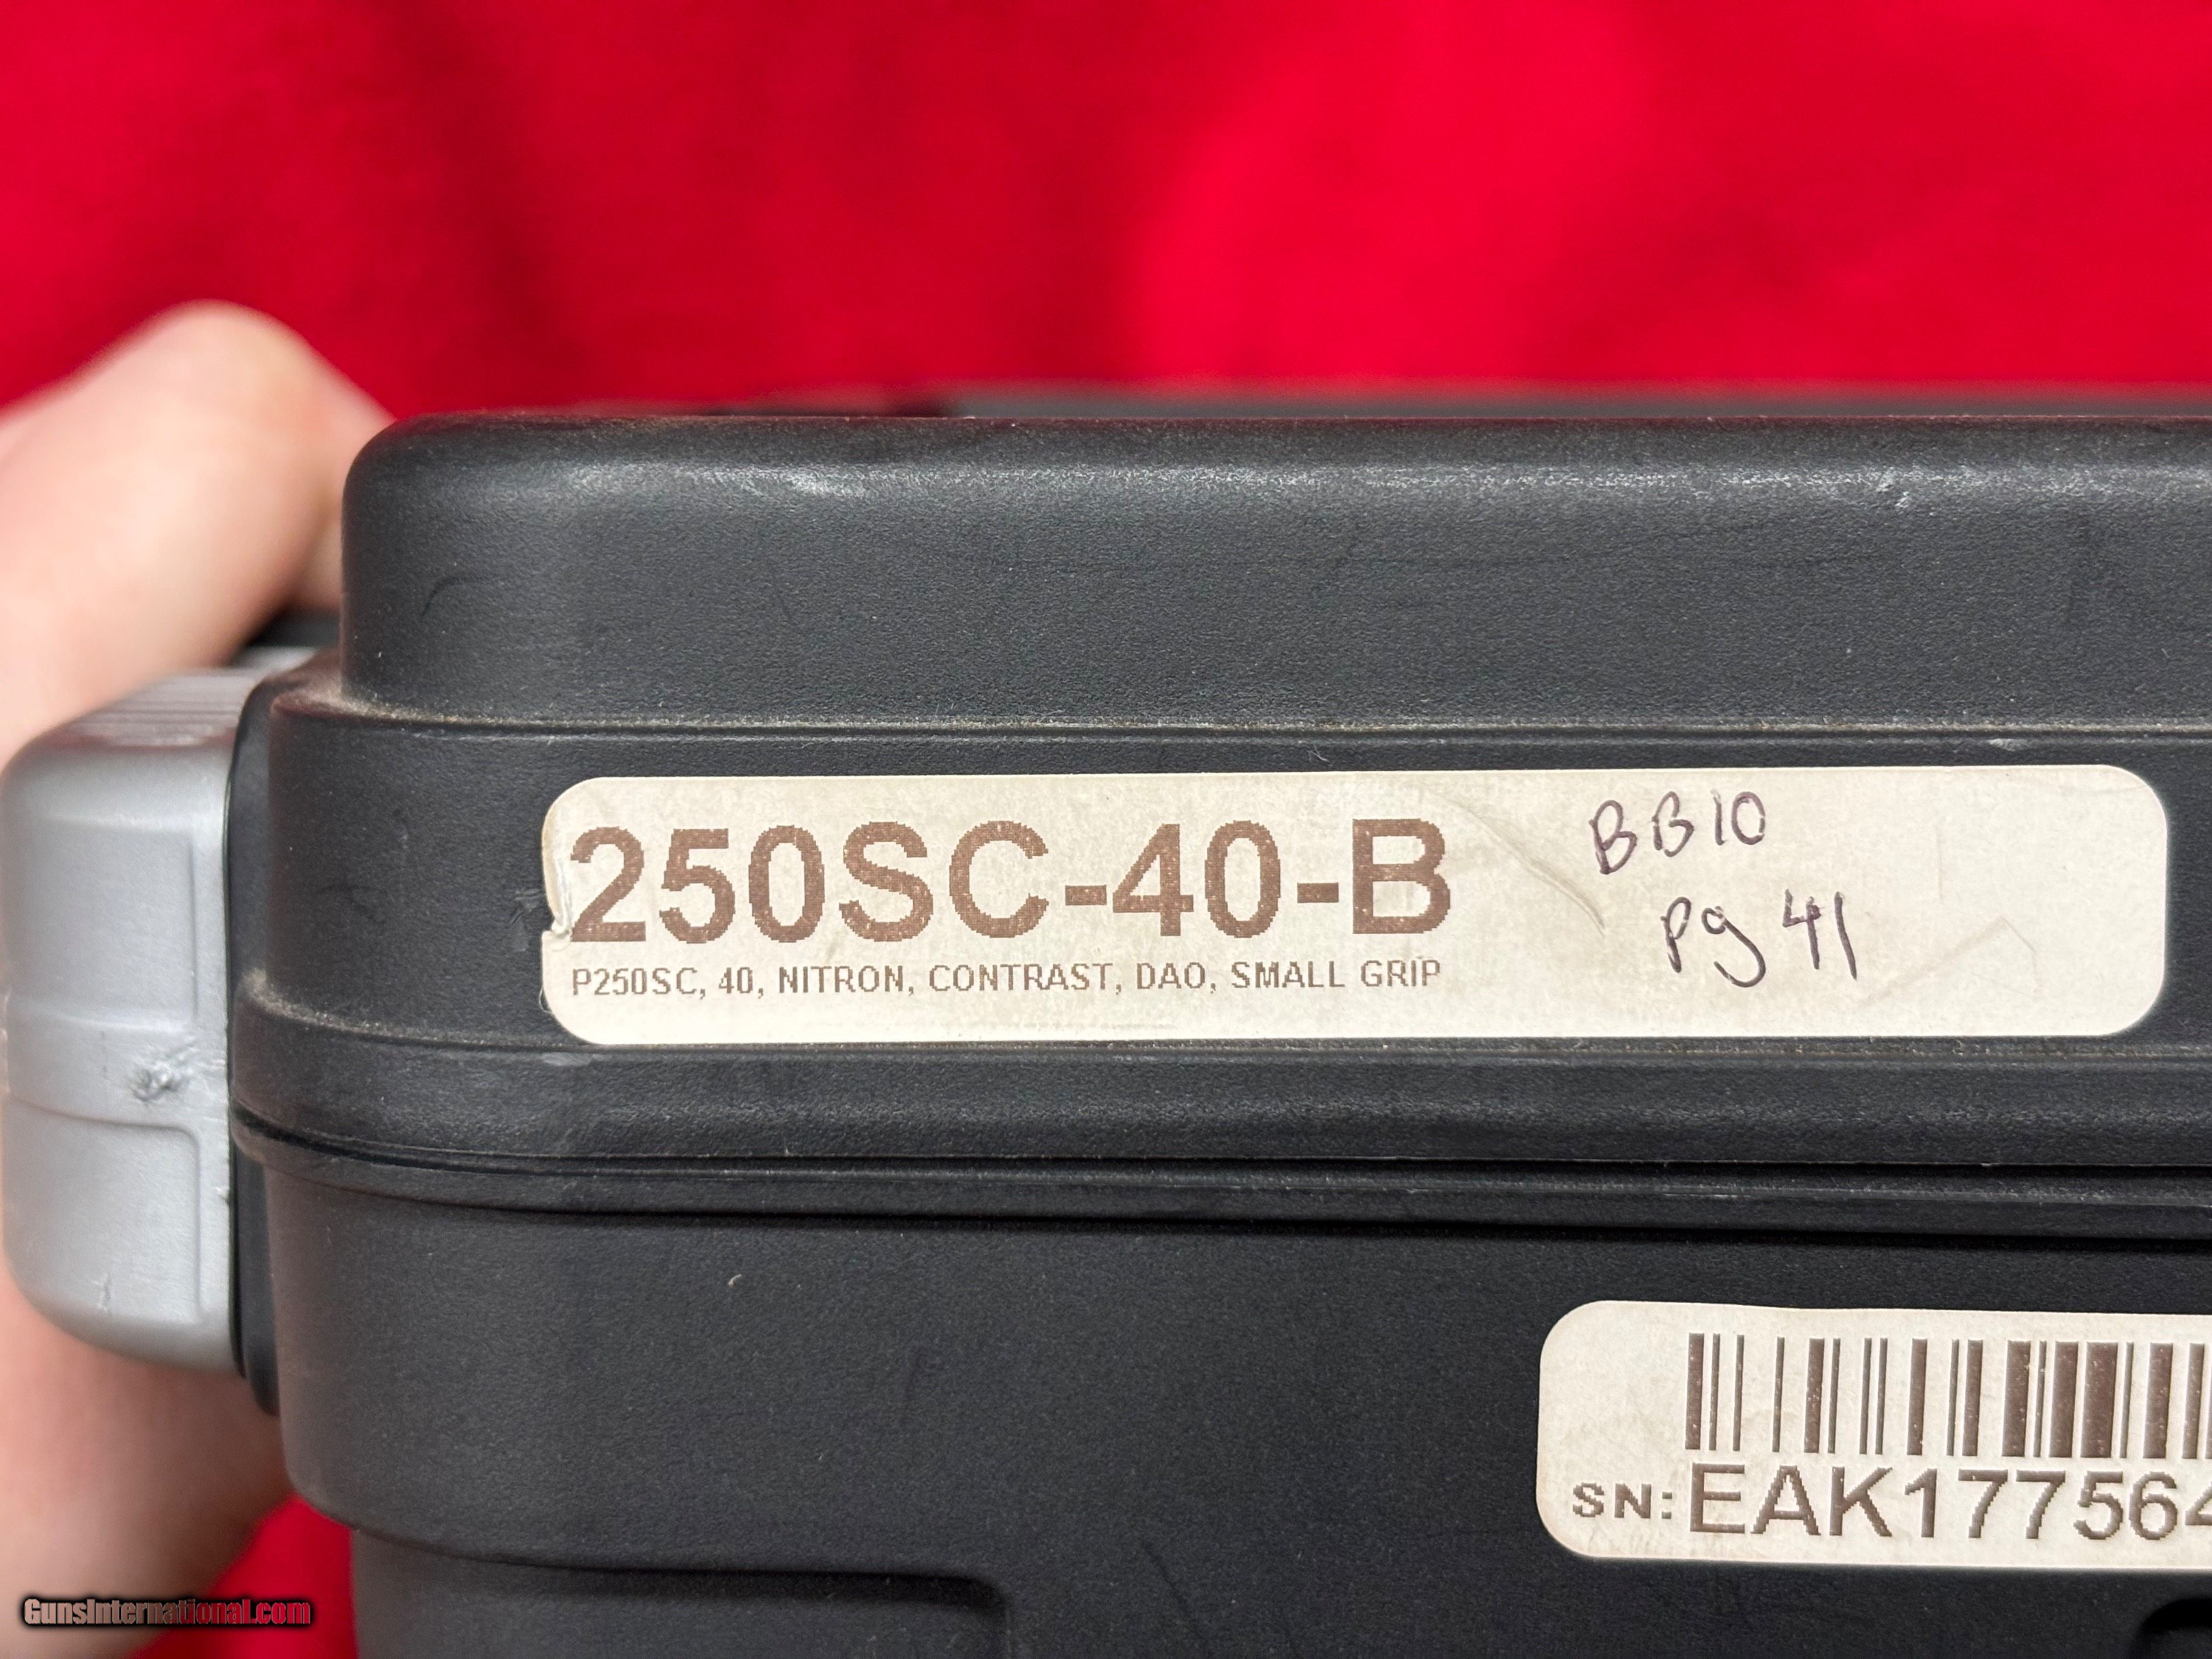 250SC-40-B
P250SC, 40, NITRON, CONTRAST, DAO, SMALL GRIP
BB10
Pg 41
SN: EAK177564
GunsInternational.com